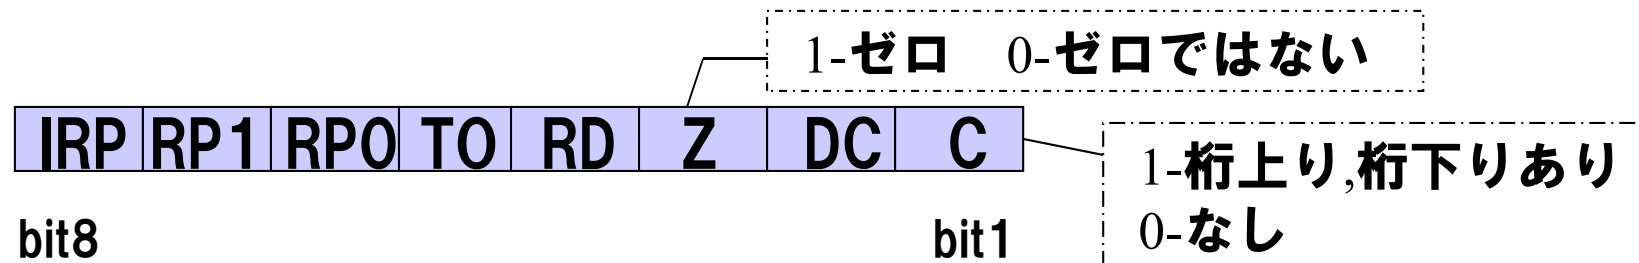 1-ゼロ　0-ゼロではない
IRP RP1 RP0 TO RD Z DC C
1-桁上り,桁下りあり
0-なし
bit8 bit1